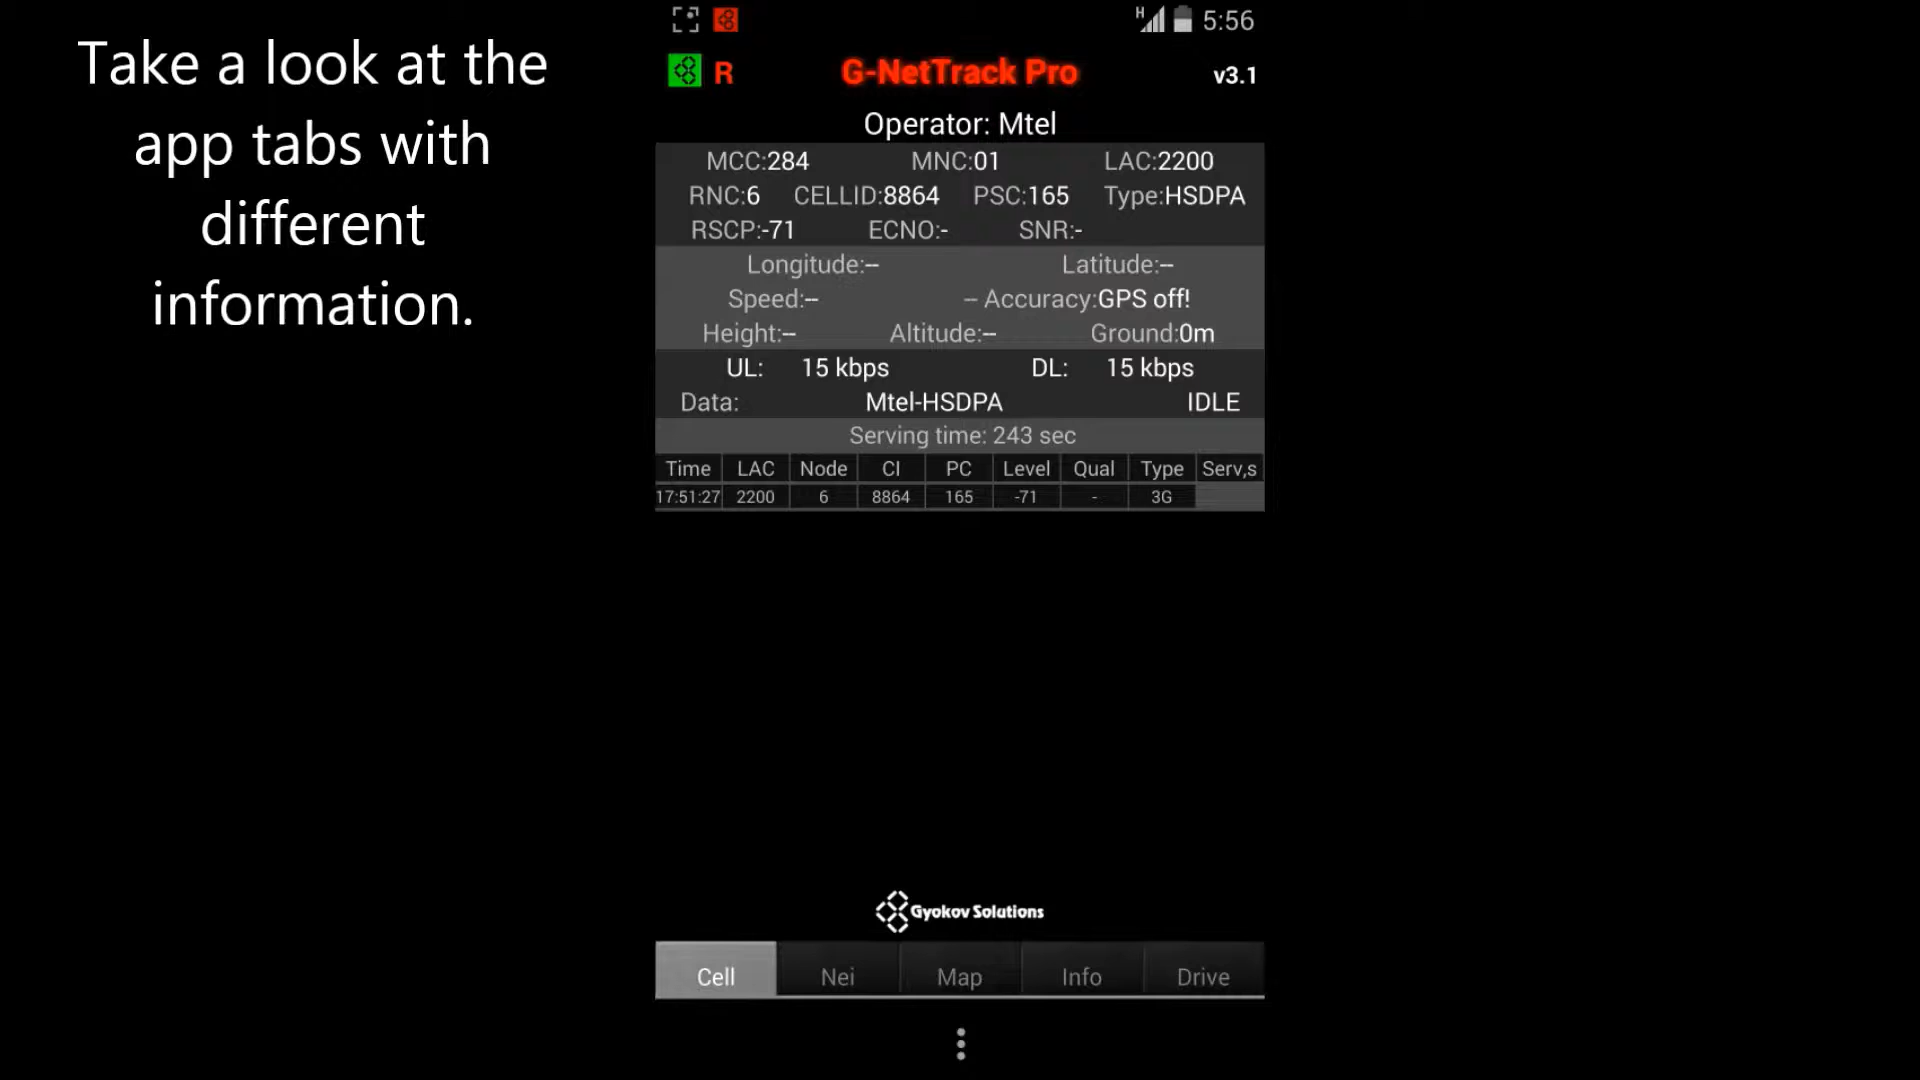 Take a look at the
app tabs with
different
information.
H 5:56
R G-NetTrack Pro v3.1
Operator: Mtel
MCC:284 MNC:01 LAC:2200
RNC:6 CELLID:8864 PSC:165 Type:HSDPA
RSCP:-71 ECNO:- SNR:-
Longitude:-- Latitude:--
Speed:-- -- Accuracy:GPS off!
Height:-- Altitude:-- Ground:0m
UL: 15 kbps DL: 15 kbps
Data: Mtel-HSDPA IDLE
Serving time: 243 sec
Time LAC Node CI PC Level Qual Type Serv,s
17:51:27 2200 6 8864 165 -71 - 3G
Gyokov Solutions
Cell Nei Map Info Drive